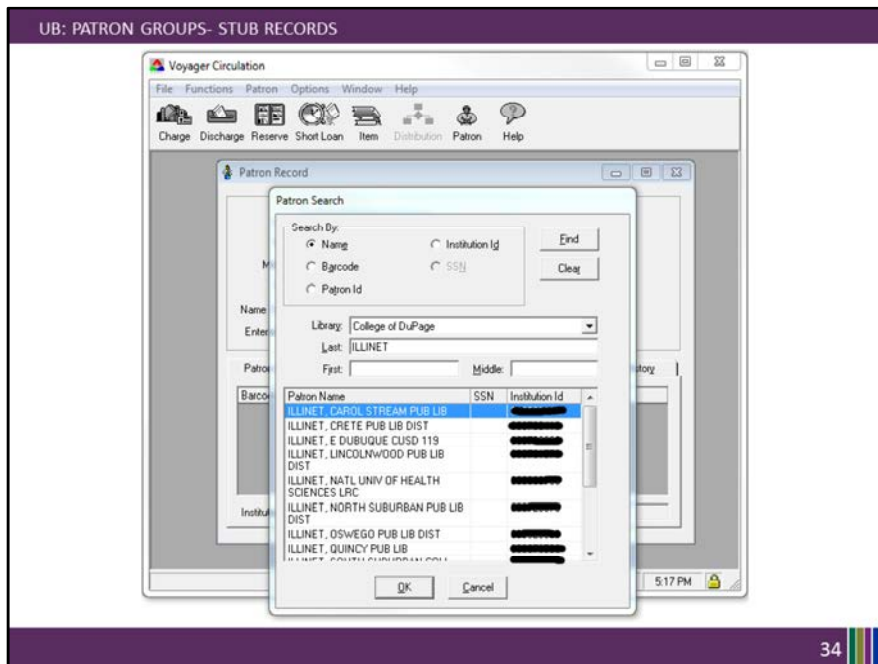 UB: PATRON GROUPS- STUB RECORDS
Voyager Circulation
File Functions Patron Options Window Help
Charge Discharge Reserve Short Loan Item Distribution Patron Help
Patron Record
Patron Search
Search By:
Name
Institution Id
Find
Barcode
SSN
Clear
Patron Id
Name
Enter
Library: College of DuPage
Last: ILLINET
First:
Middle:
Patro
story
Barco
Patron Name SSN Institution Id
ILLINET, CAROL STREAM PUB LIB
ILLINET, CRETE PUB LIB DIST
ILLINET, E DUBUQUE CUSD 119
ILLINET, LINCOLNWOOD PUB LIB
DIST
ILLINET, NATL UNIV OF HEALTH
SCIENCES LRC
ILLINET, NORTH SUBURBAN PUB LIB
DIST
ILLINET, OSWEGO PUB LIB DIST
ILLINET, QUINCY PUB LIB
Institu
OK Cancel
5:17 PM
34